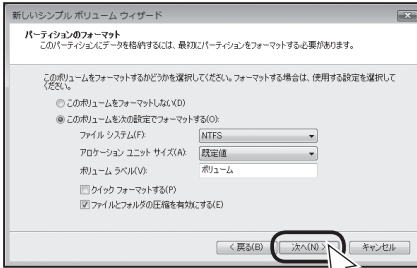 新しいシンプル ボリューム ウィザード
パーティションのフォーマット
このパーティションにデータを格納するには、最初にパーティションをフォーマットする必要があります。
このボリュームをフォーマットするかどうかを選択してください。フォーマットする場合は、使用する設定を選択して
ください。
このボリュームをフォーマットしない(D)
このボリュームを次の設定でフォーマットする(O):
ファイル システム(F): NTFS
アロケーション ユニット サイズ(A): 既定値
ボリューム ラベル(V): ボリューム
クイック フォーマットする(P)
ファイルとフォルダの圧縮を有効にする(E)
< 戻る(B) 次へ(N) > キャンセル